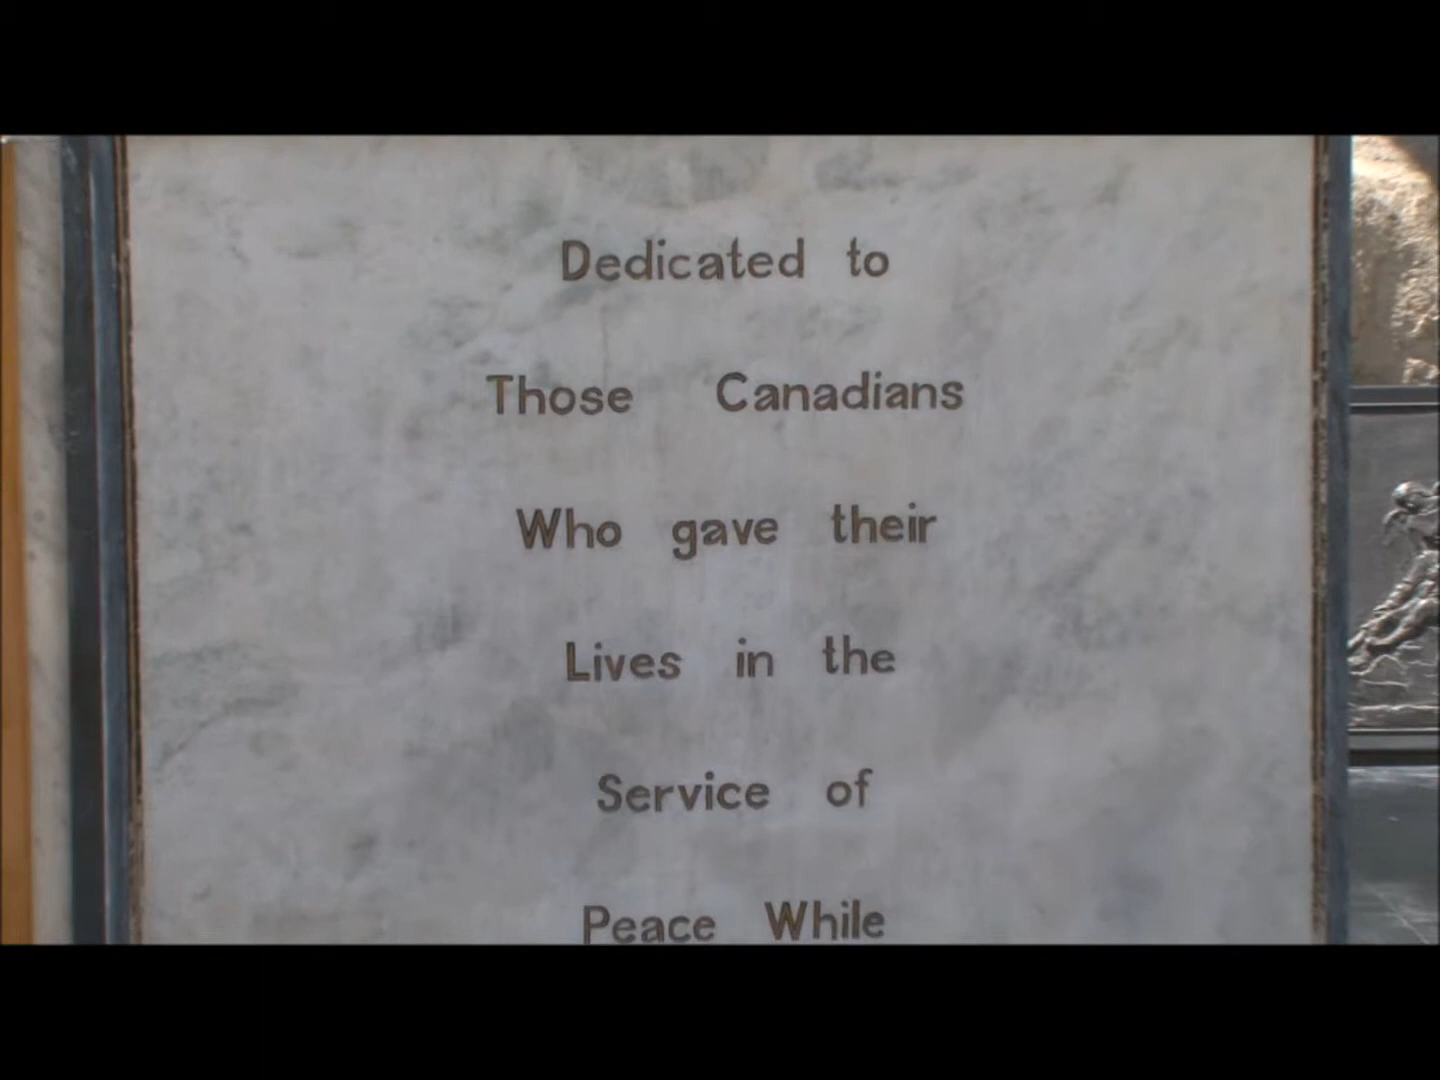 Dedicated to
Those Canadians
Who gave their
Lives in the
Service of
Peace While